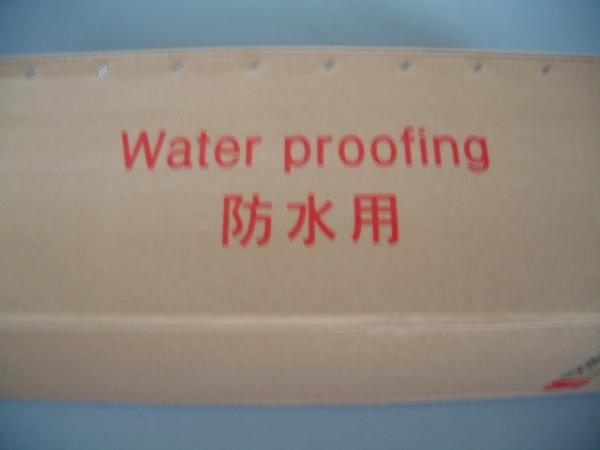 Water proofing
防水用